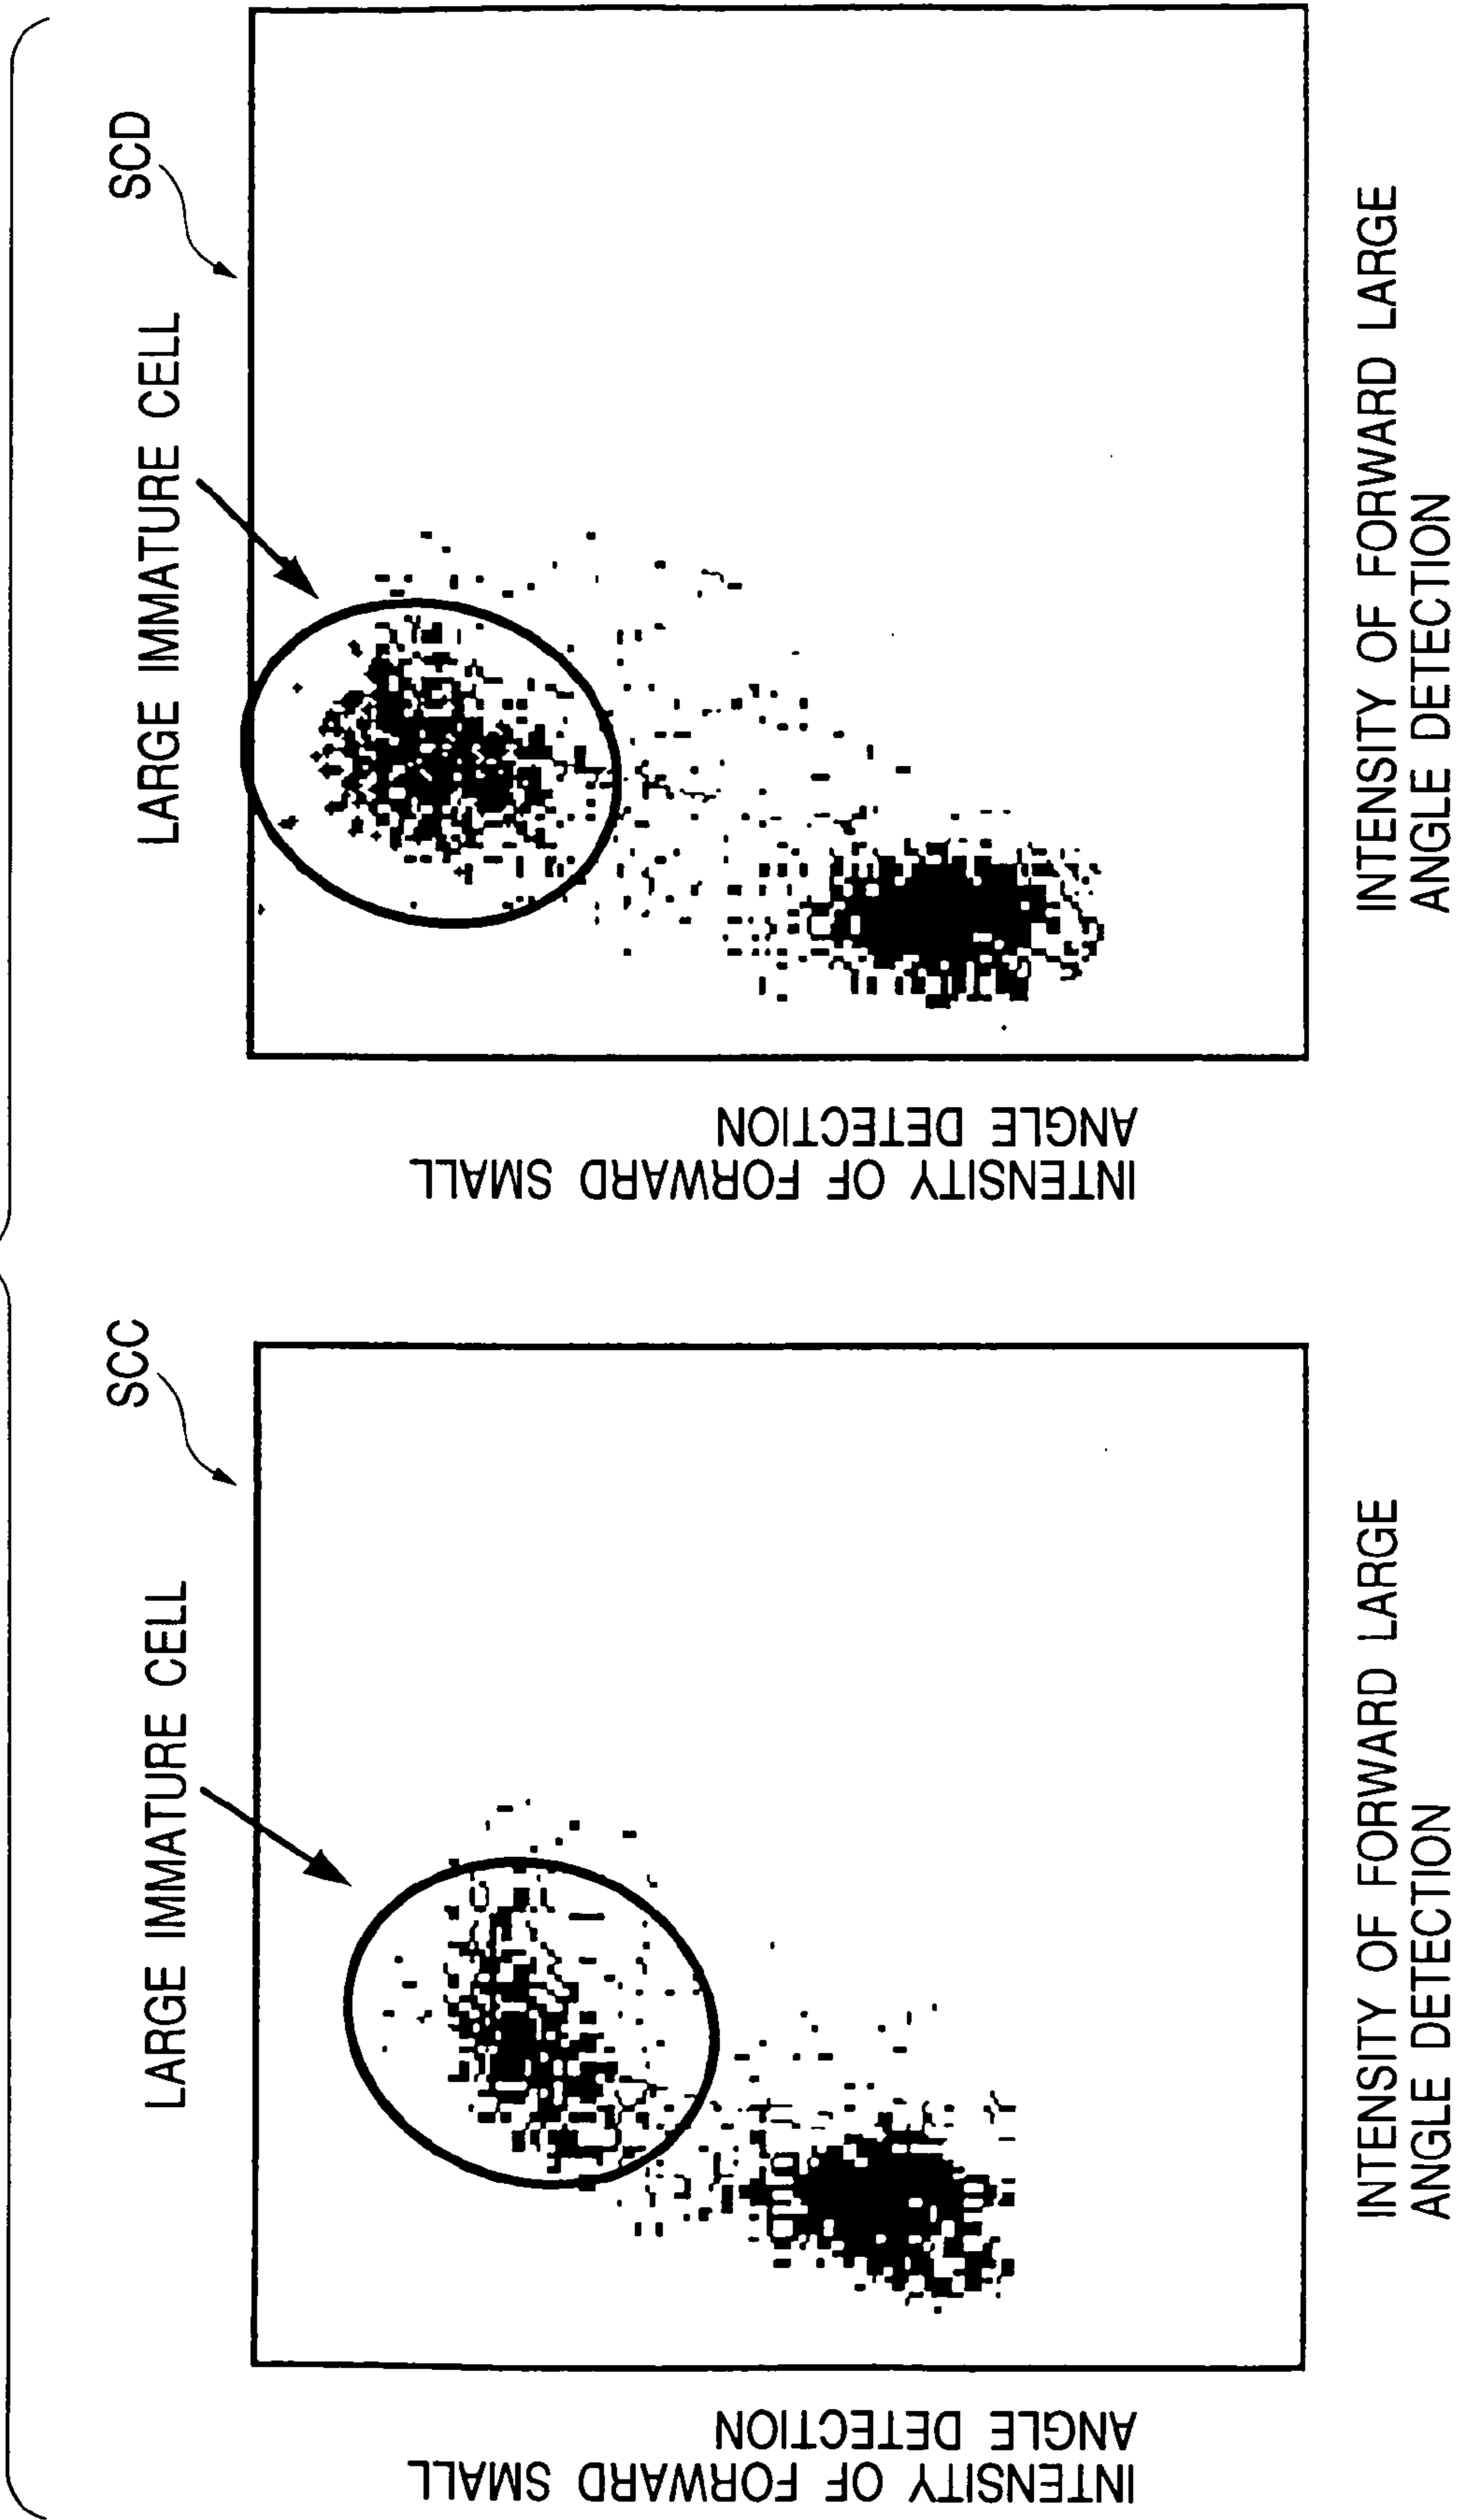 SCC
LARGE IMMATURE CELL
INTENSITY OF FORWARD SMALL
ANGLE DETECTION
INTENSITY OF FORWARD LARGE
ANGLE DETECTION
SCD
LARGE IMMATURE CELL
INTENSITY OF FORWARD SMALL
ANGLE DETECTION
INTENSITY OF FORWARD LARGE
ANGLE DETECTION